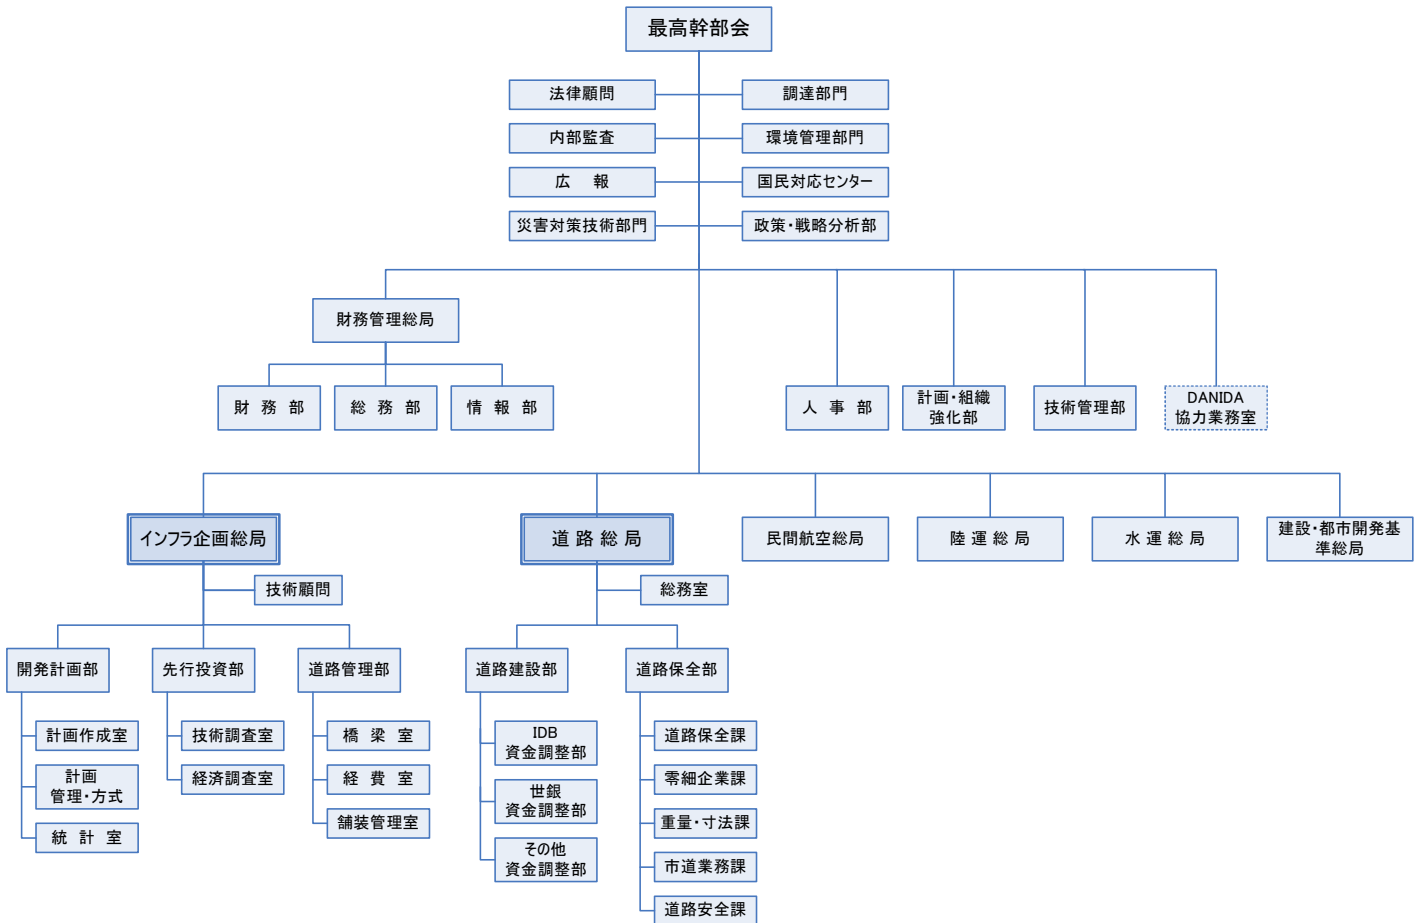 最高幹部会
法律顧問
調達部門
内部監査
環境管理部門
広 報
国民対応センター
災害対策技術部門
政策・戦略分析部
財務管理総局
財 務 部
総 務 部
情 報 部
人 事 部
計画・組織
強化部
技術管理部
DANIDA
協力業務室
インフラ企画総局
道 路 総 局
民間航空総局
陸 運 総 局
水 運 総 局
建設・都市開発基
準総局
技術顧問
総務室
開発計画部
先行投資部
道路管理部
道路建設部
道路保全部
計画作成室
計画
管理・方式
統 計 室
技術調査室
経済調査室
橋 梁 室
経 費 室
舗装管理室
IDB
資金調整部
世銀
資金調整部
その他
資金調整部
道路保全課
零細企業課
重量・寸法課
市道業務課
道路安全課